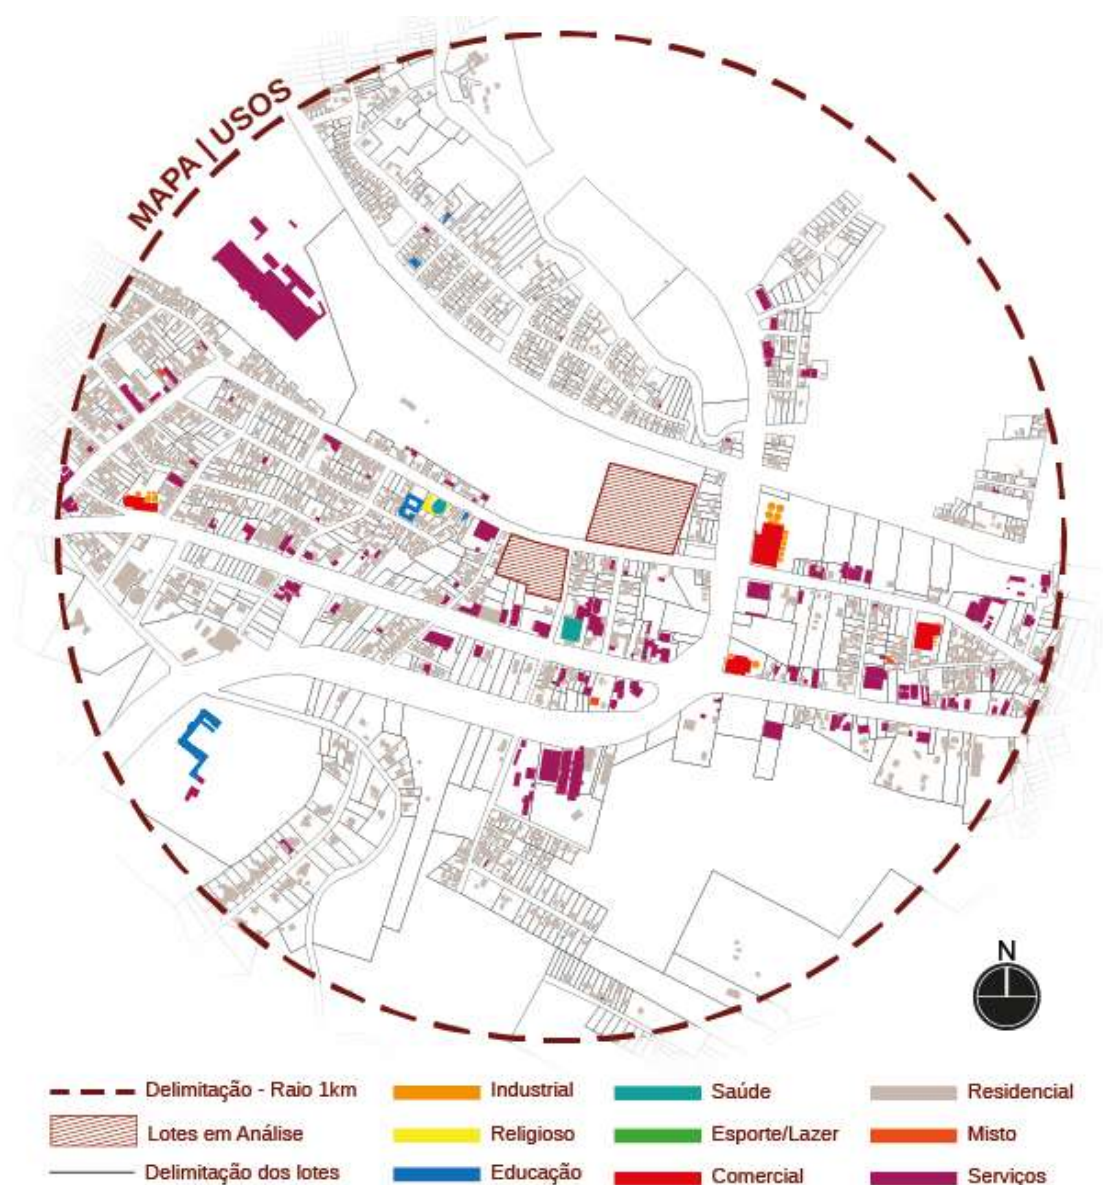 MAPA | USOS
N
Delimitação - Raio 1km
Industrial
Saúde
Residencial
Lotes em Análise
Religioso
Esporte/Lazer
Misto
Delimitação dos lotes
Educação
Comercial
Serviços